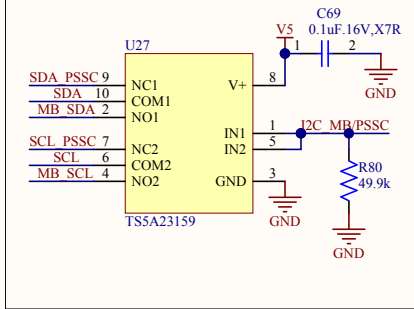 C69
V5
0.1uF.16V,X7R
1
2
U27
GND
SDA_PSSC 9 NC1
V+ 8
SDA 10 COM1
MB_SDA 2 NO1
IN1 1
I2C_MB/PSSC
SCL_PSSC 7 NC2
IN2 5
SCL 6 COM2
MB_SCL 4 NO2
GND 3
R80
49.9k
TS5A23159
GND
GND